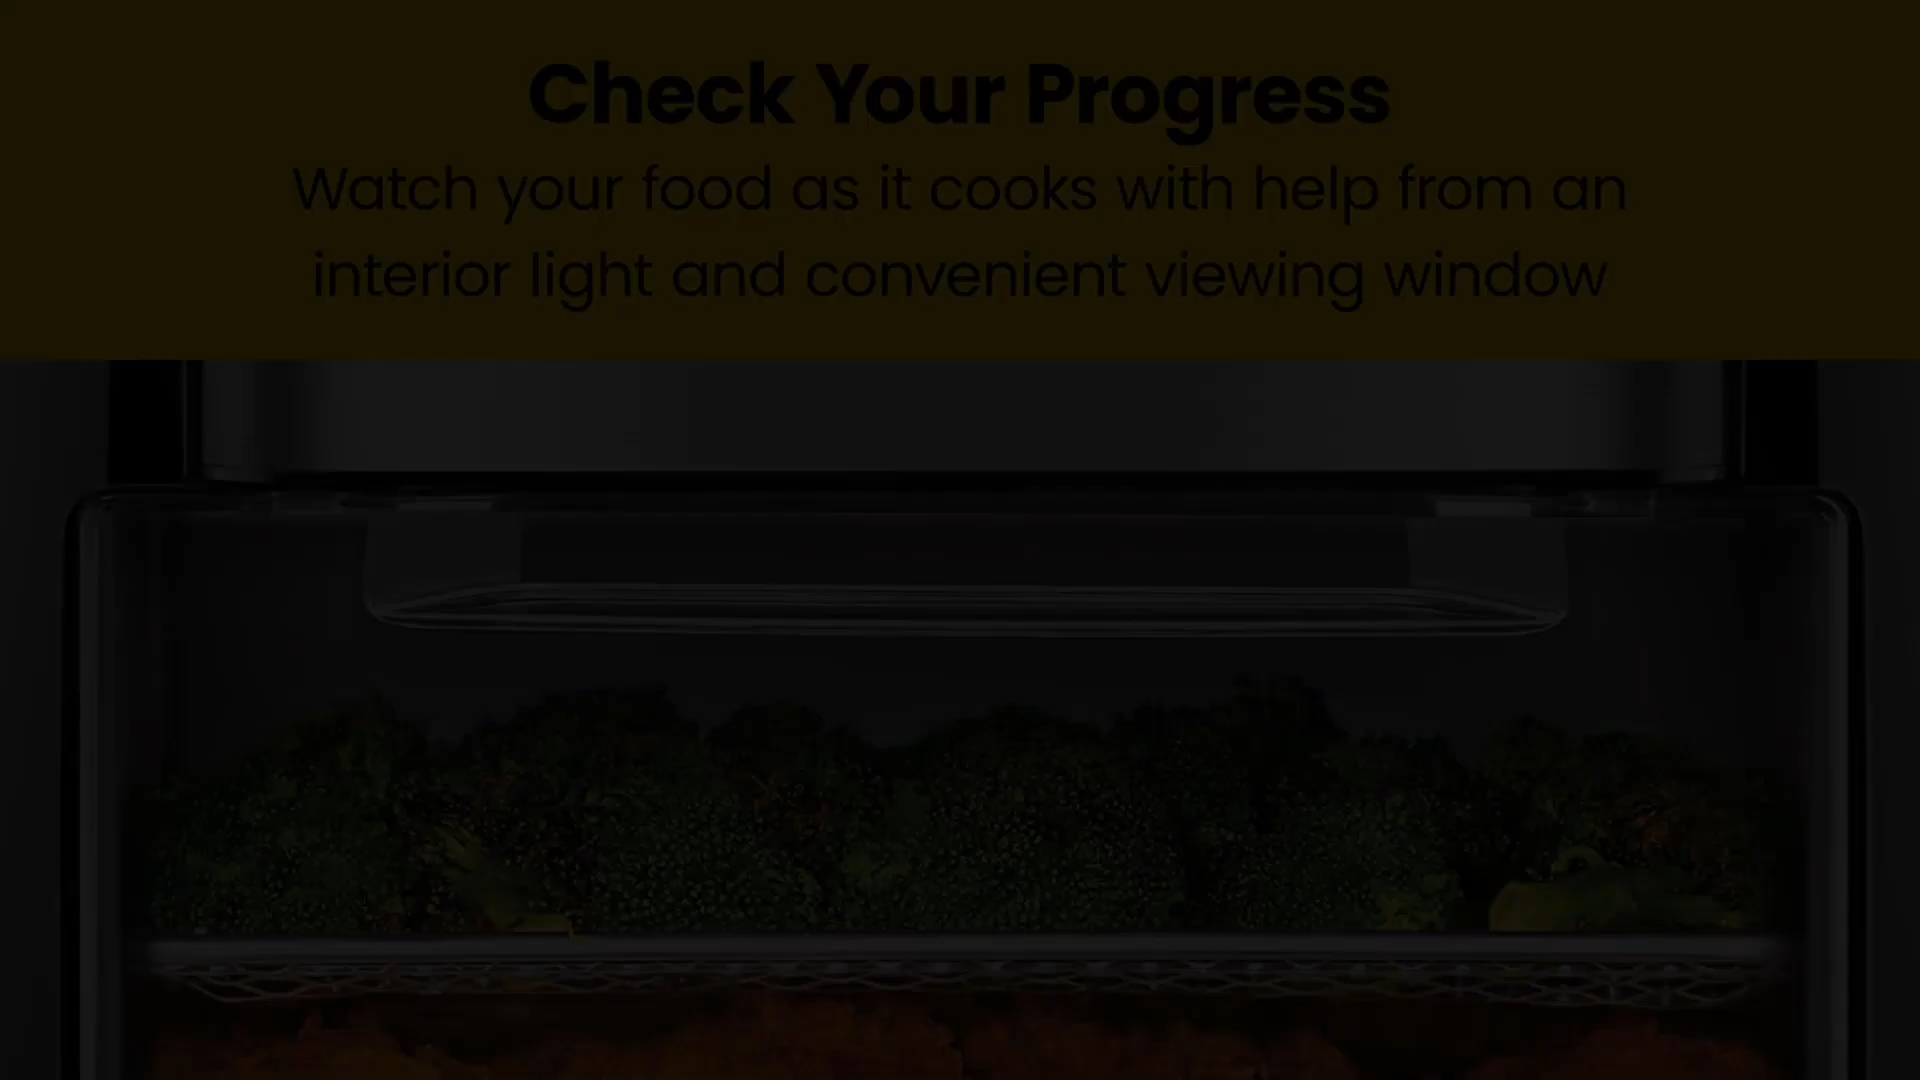 Check Your Progress
Watch your food as it cooks with help from an
interior light and convenient viewing window